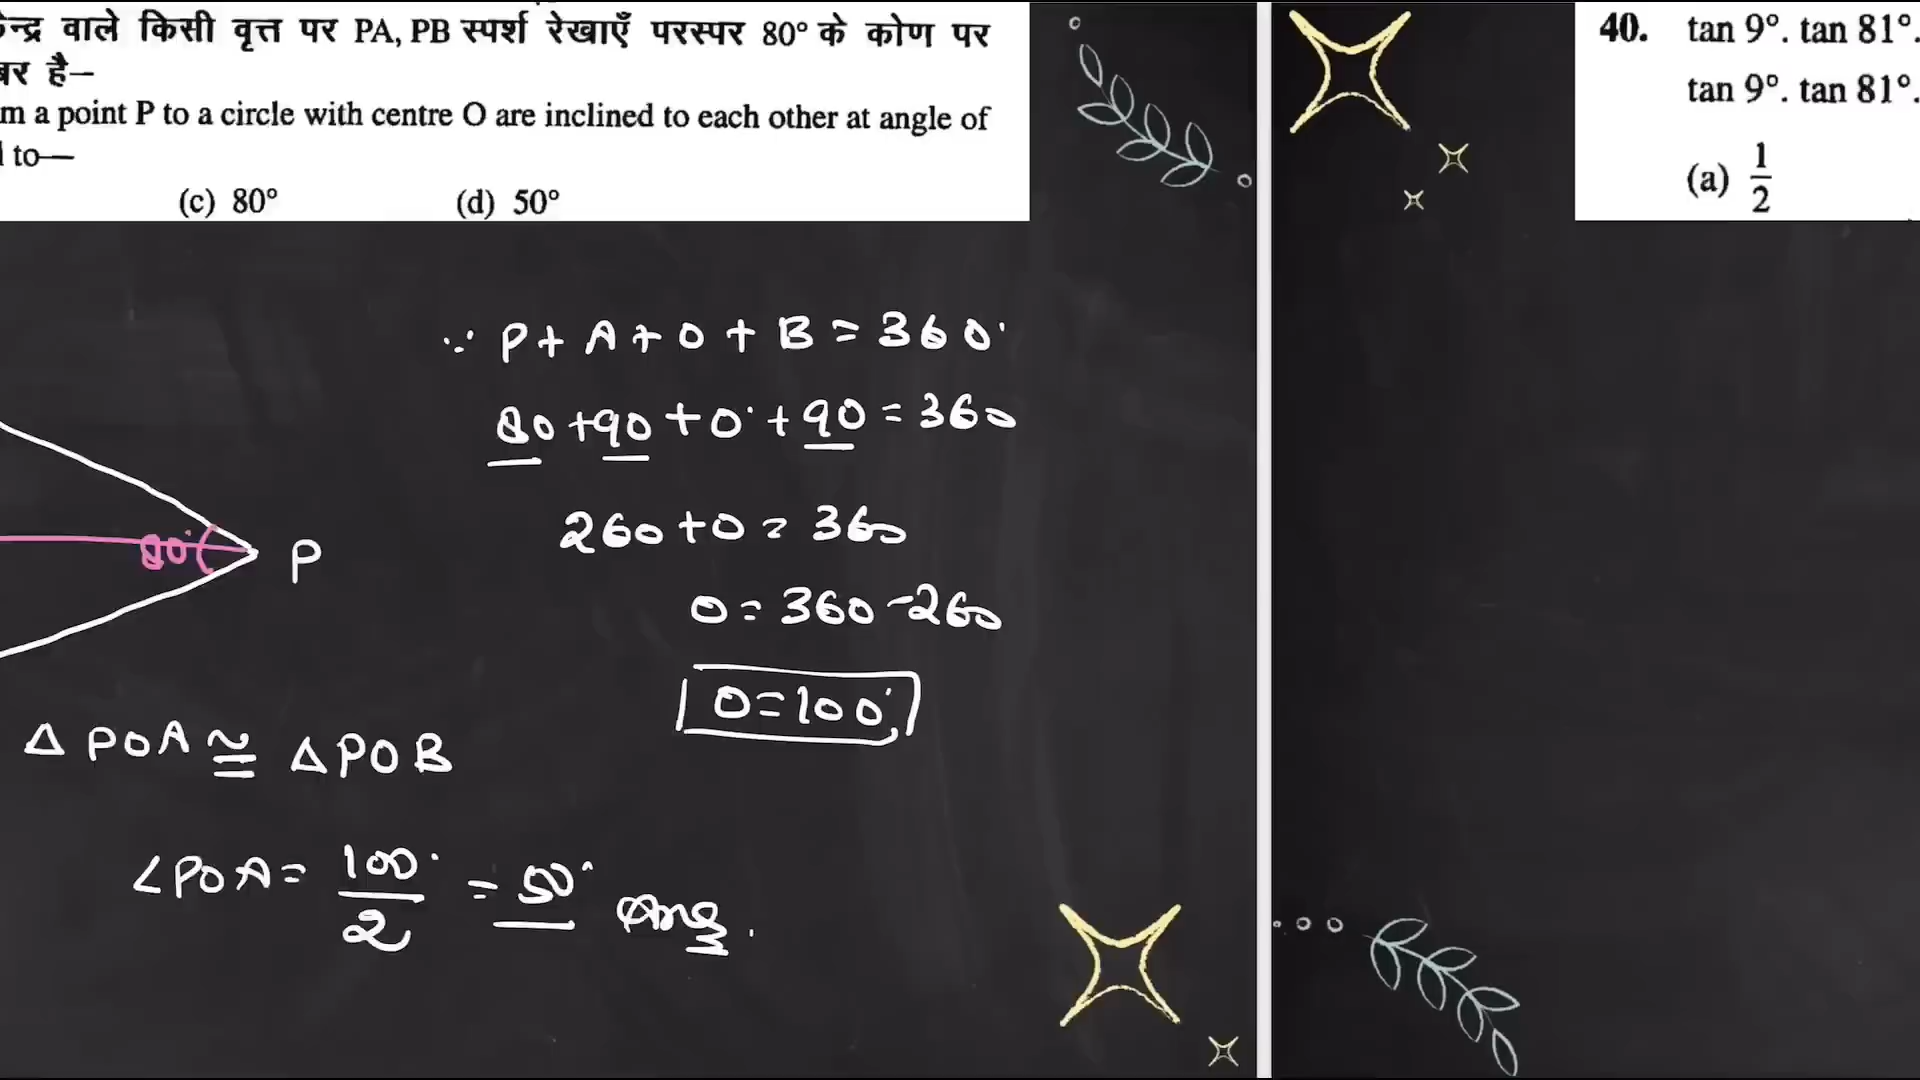 केन्द्र वाले किसी वृत्त पर PA, PB स्पर्श रेखाएँ परस्पर 80° के कोण पर
है–
m a point P to a circle with centre O are inclined to each other at angle of
to—
(c) 80° (d) 50°
∵ P + A + O + B = 360°
80 + 90 + O° + 90 = 360
260 + O = 360
O = 360 - 260
O = 100°
80°
P
△ POA ≅ △ POB
∠POA = 100°/2 = 50° Ans.
40. tan 9°. tan 81°.
tan 9°. tan 81°.
(a) 1/2